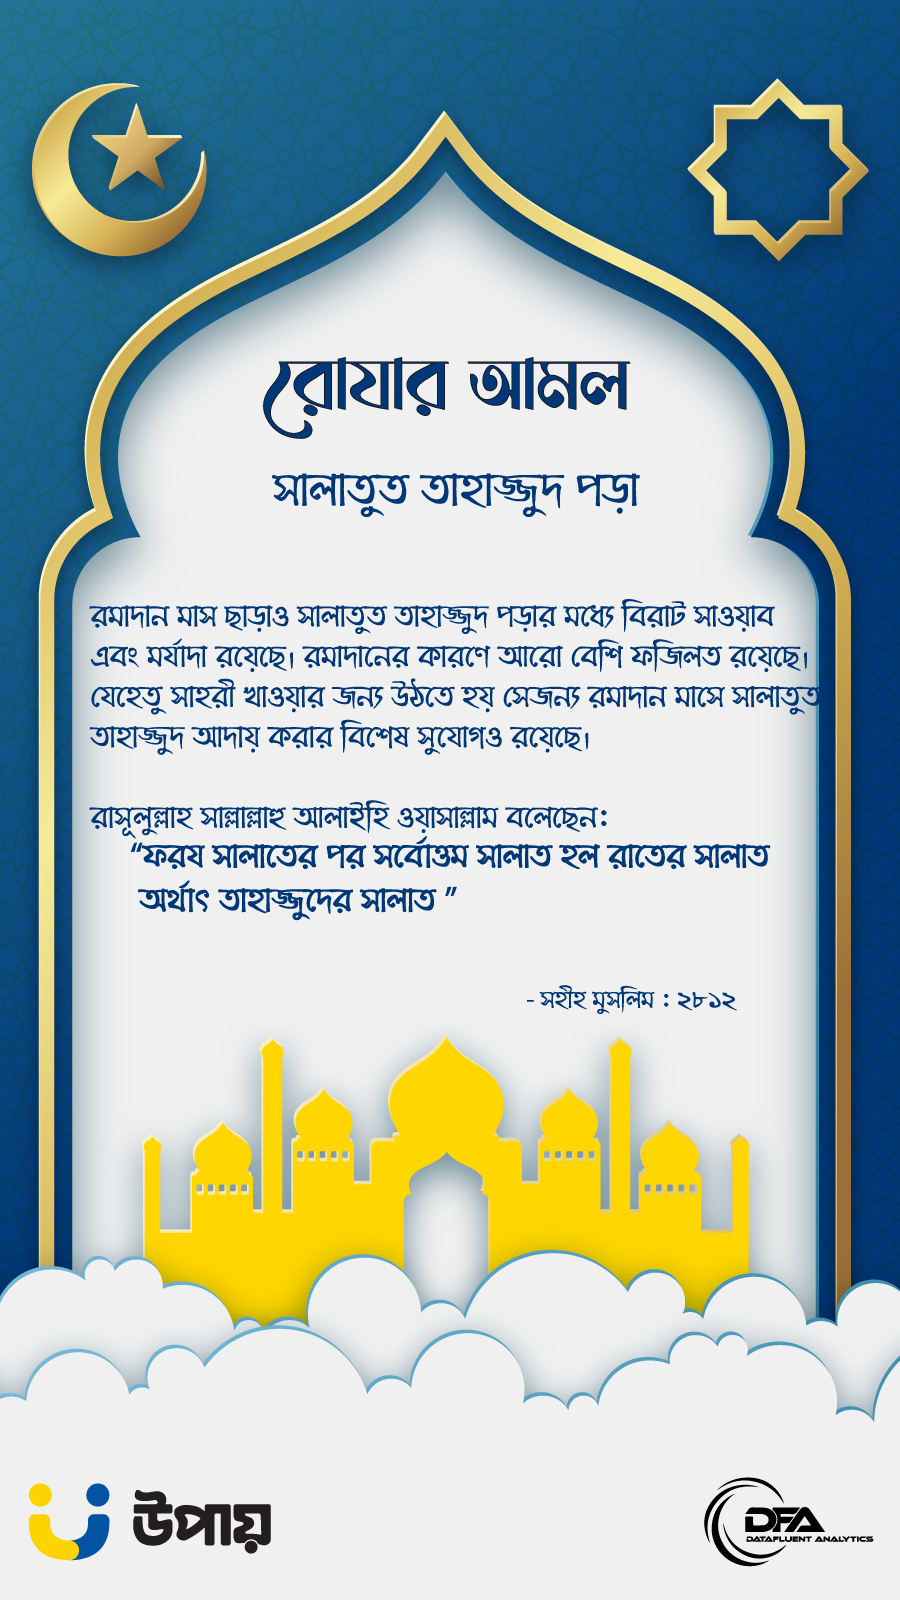 রোযার আমল
সালাতুত তাহাজ্জুদ পড়া
রমাদান মাস ছাড়াও সালাতুত তাহাজ্জুদ পড়ার মধ্যে বিরাট সাওয়াব
এবং মর্যাদা রয়েছে। রমাদানের কারণে আরো বেশি ফজিলত রয়েছে।
যেহেতু সাহরী খাওয়ার জন্য উঠতে হয় সেজন্য রমাদান মাসে সালাতুত
তাহাজ্জুদ আদায় করার বিশেষ সুযোগও রয়েছে।
রাসূলুল্লাহ সাল্লাল্লাহু আলাইহি ওয়াসাল্লাম বলেছেন:
“ফরয সালাতের পর সর্বোত্তম সালাত হল রাতের সালাত
অর্থাৎ তাহাজ্জুদের সালাত ”
- সহীহ মুসলিম : ২৮১২
উপায়
DFA
DATAFLUENT ANALYTICS